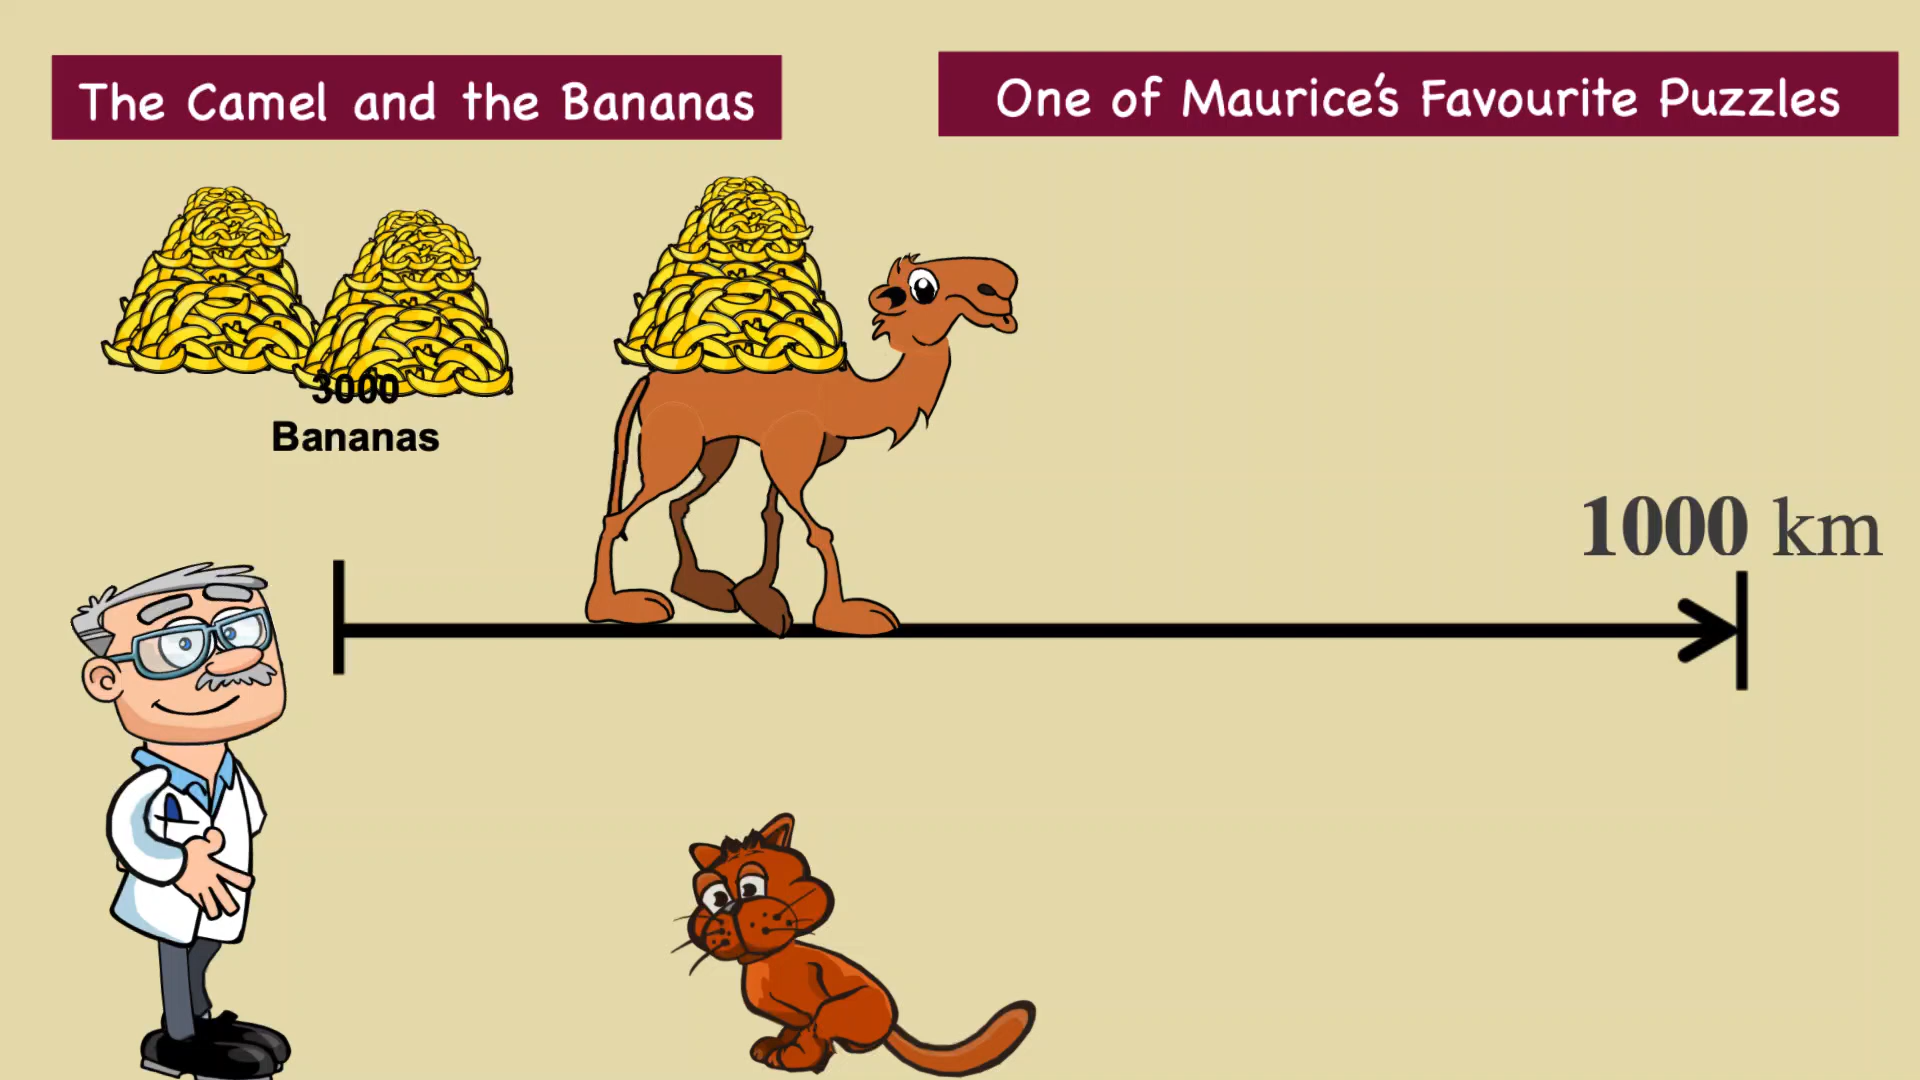 The Camel and the Bananas
One of Maurice's Favourite Puzzles
3000
Bananas
1000 km